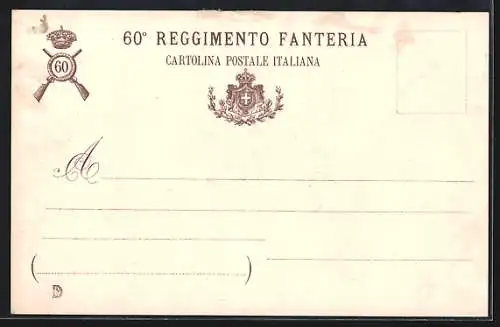 60° REGGIMENTO FANTERIA
CARTOLINA POSTALE ITALIANA
60
A
(                    )
D